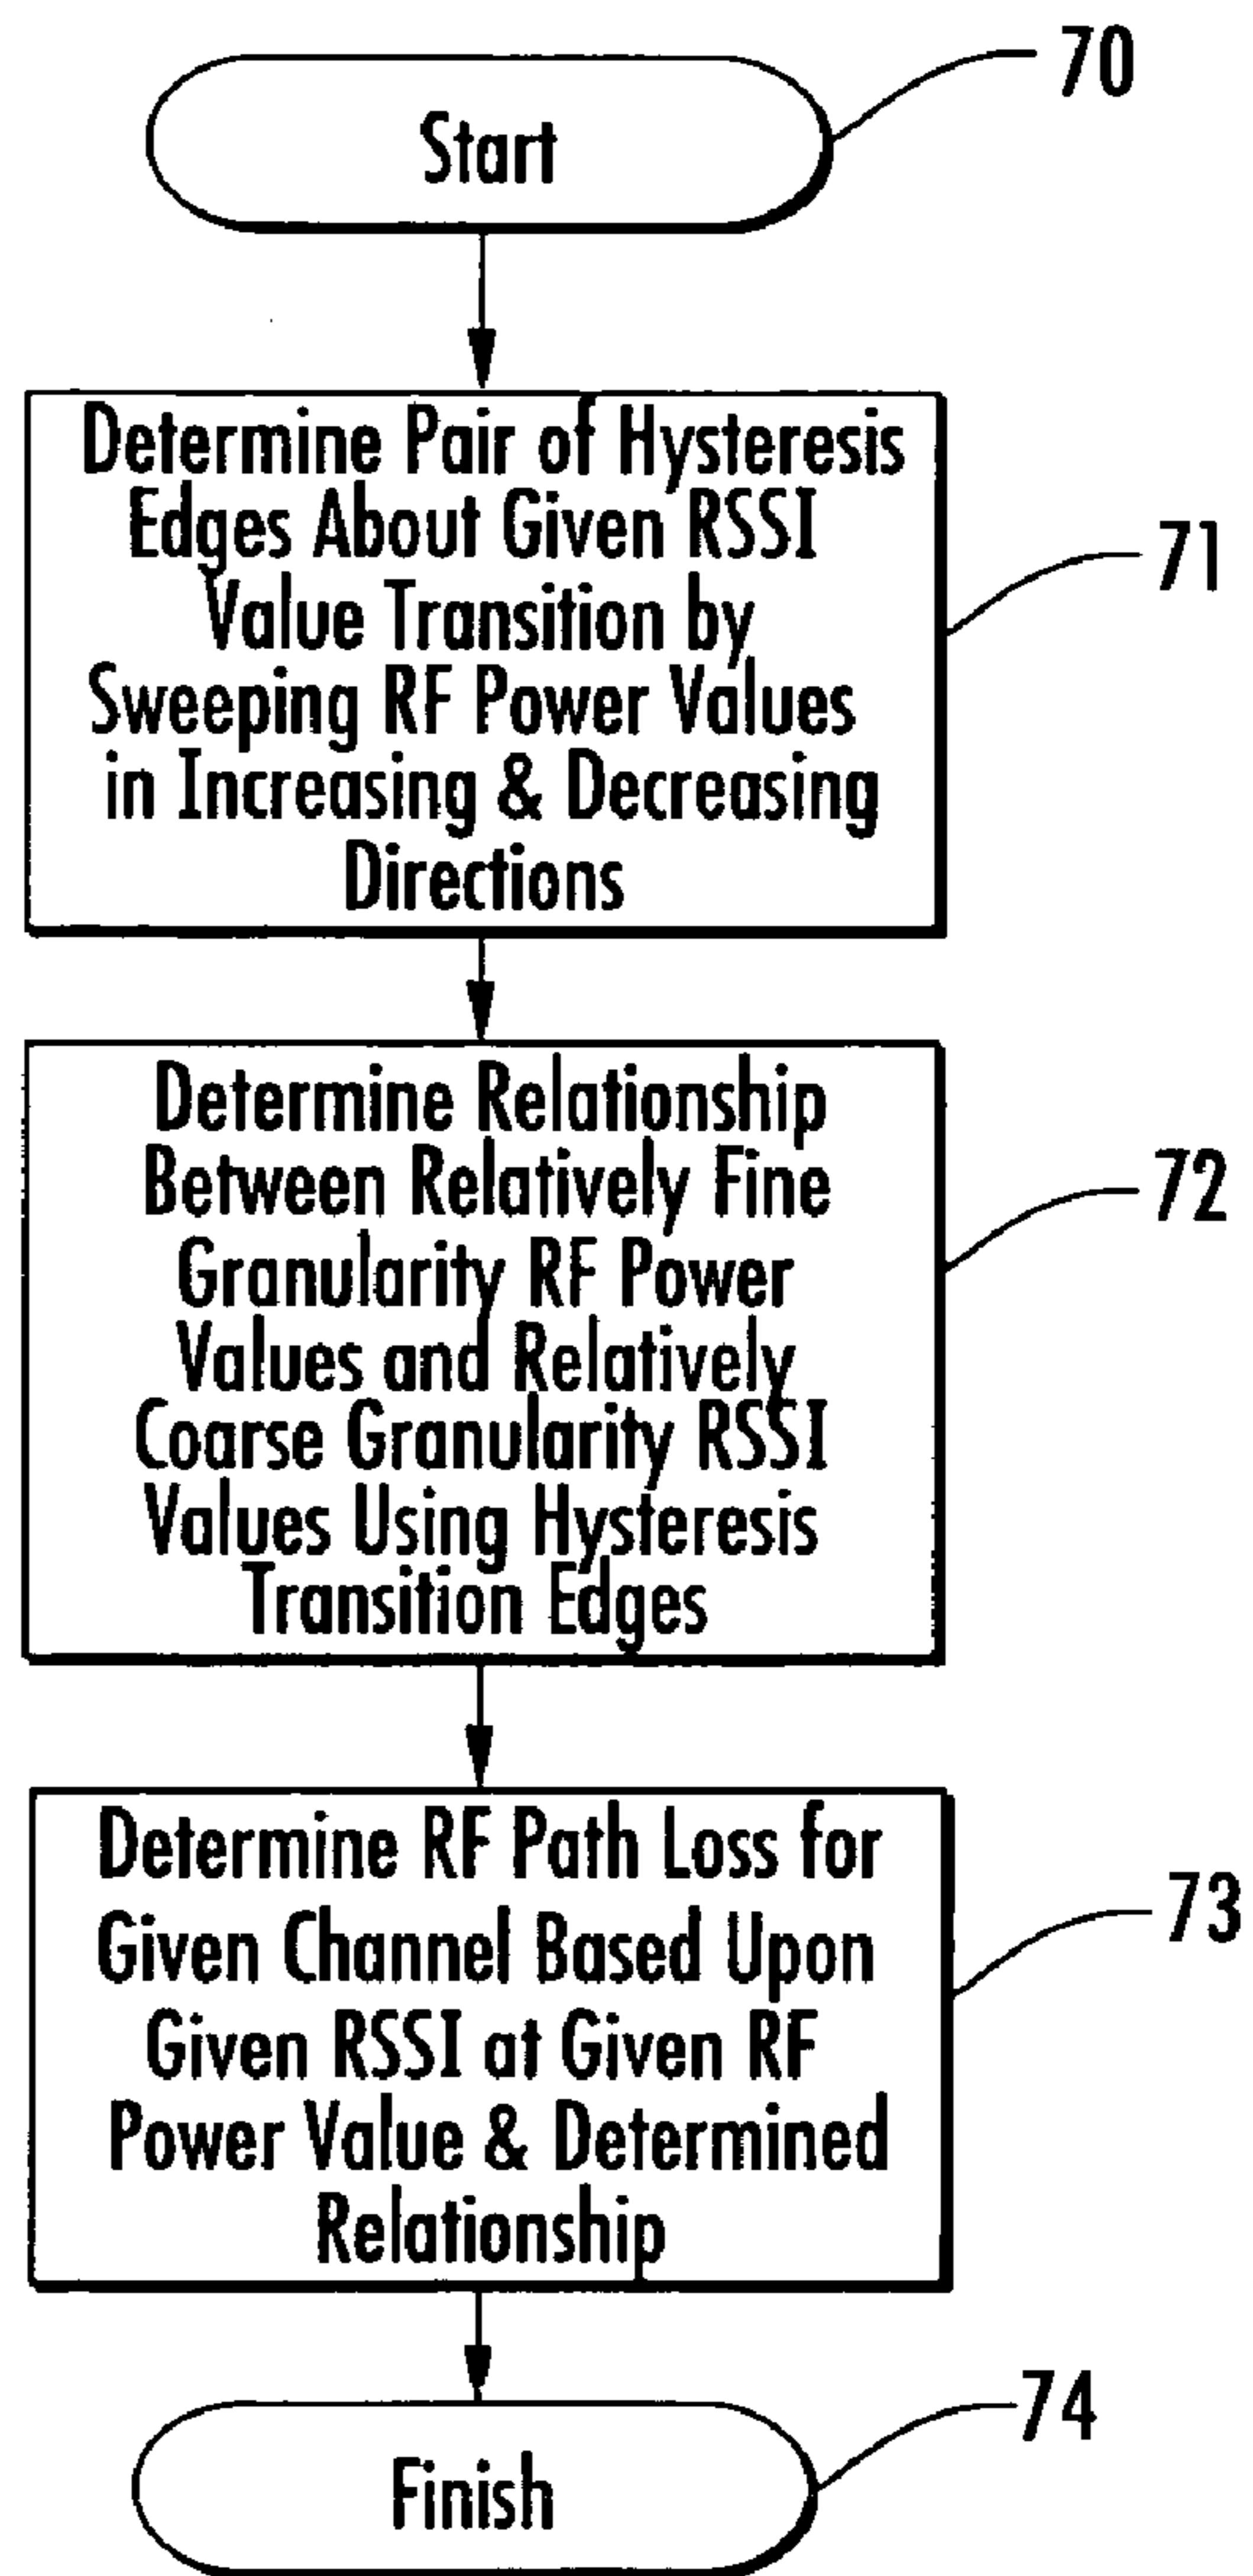 70
Start
Determine Pair of Hysteresis
Edges About Given RSSI
Value Transition by
Sweeping RF Power Values
in Increasing & Decreasing
Directions
71
Determine Relationship
Between Relatively Fine
Granularity RF Power
Values and Relatively
Coarse Granularity RSSI
Values Using Hysteresis
Transition Edges
72
Determine RF Path Loss for
Given Channel Based Upon
Given RSSI at Given RF
Power Value & Determined
Relationship
73
74
Finish